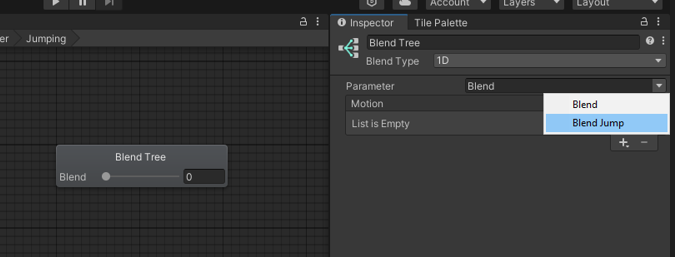 Account Layers Layout
er Jumping
Inspector Tile Palette
Blend Tree
Blend Type 1D
Parameter Blend
Motion
Blend
List is Empty
Blend Jump
Blend Tree
Blend 0